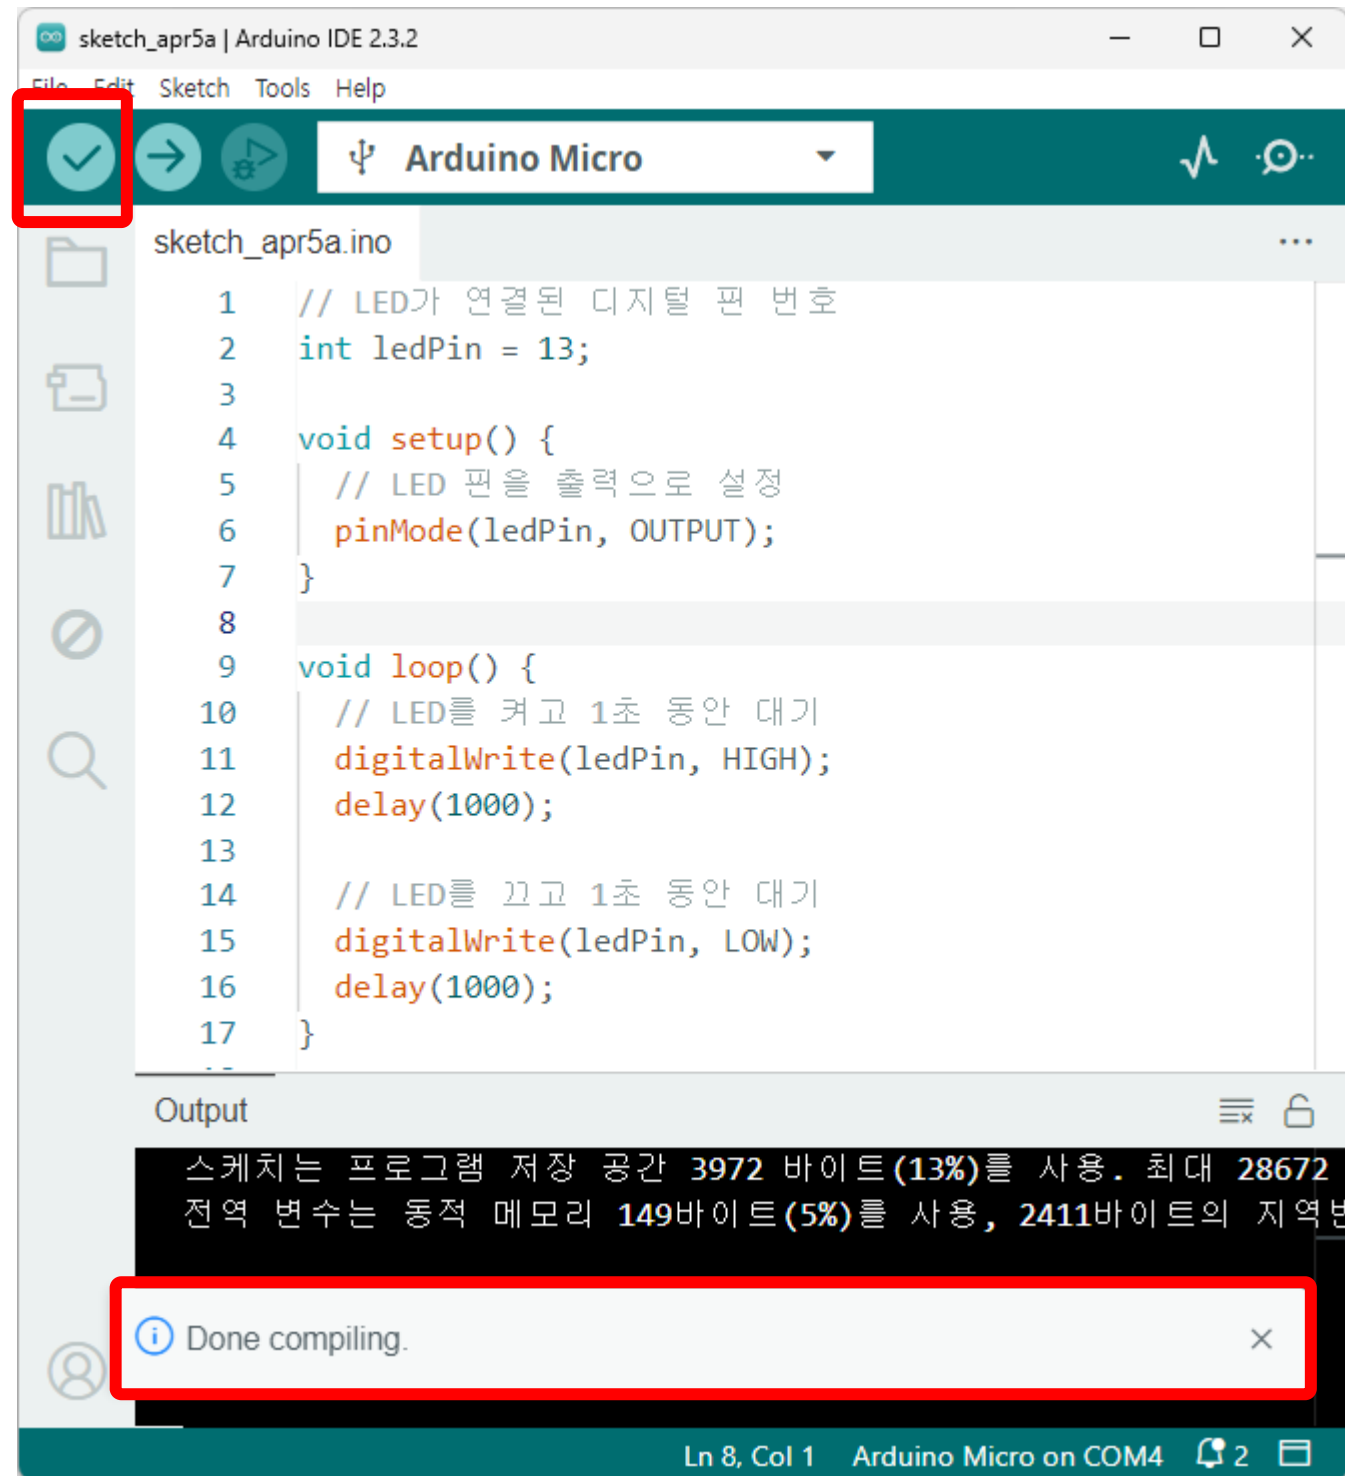 sketch_apr5a | Arduino IDE 2.3.2
File Edit Sketch Tools Help
Arduino Micro
sketch_apr5a.ino
1 // LED가 연결된 디지털 핀 번호
2 int ledPin = 13;
3
4 void setup() {
5 // LED 핀을 출력으로 설정
6 pinMode(ledPin, OUTPUT);
7 }
8
9 void loop() {
10 // LED를 켜고 1초 동안 대기
11 digitalWrite(ledPin, HIGH);
12 delay(1000);
13
14 // LED를 끄고 1초 동안 대기
15 digitalWrite(ledPin, LOW);
16 delay(1000);
17 }
Output
스케치는 프로그램 저장 공간 3972 바이트(13%)를 사용. 최대 28672
전역 변수는 동적 메모리 149바이트(5%)를 사용, 2411바이트의
Done compiling.
Ln 8, Col 1 Arduino Micro on COM4 2